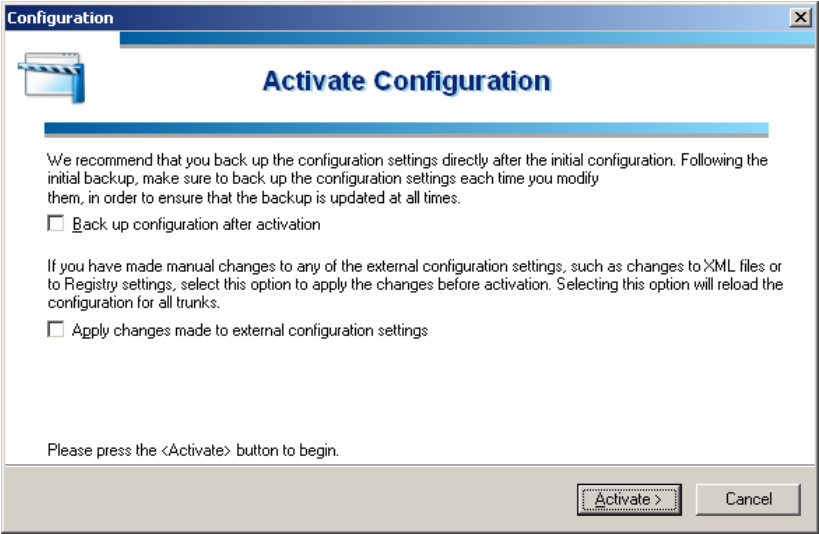 Configuration
Activate Configuration
We recommend that you back up the configuration settings directly after the initial configuration. Following the
initial backup, make sure to back up the configuration settings each time you modify
them, in order to ensure that the backup is updated at all times.
Back up configuration after activation
If you have made manual changes to any of the external configuration settings, such as changes to XML files or
to Registry settings, select this option to apply the changes before activation. Selecting this option will reload the
configuration for all trunks.
Apply changes made to external configuration settings
Please press the <Activate> button to begin.
Activate > Cancel